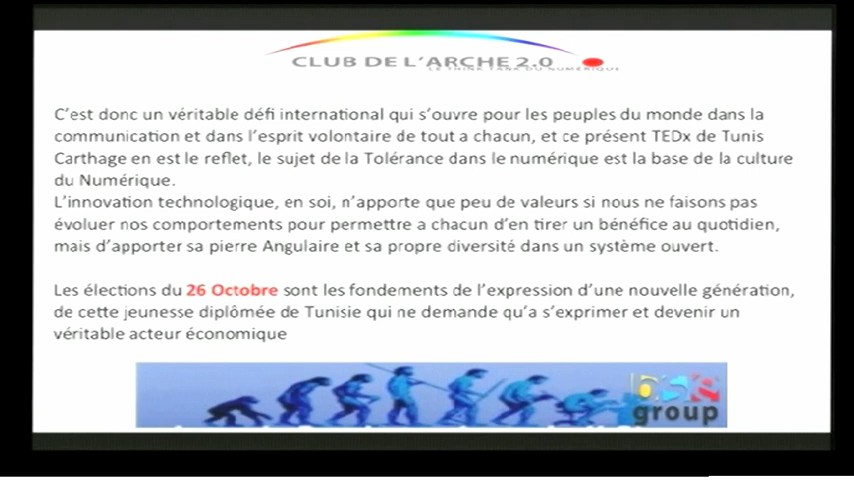 CLUB DE L'ARCHE 2.0
LE THINK TANK DU NUMÉRIQUE
C'est donc un véritable défi international qui s'ouvre pour les peuples du monde dans la
communication et dans l'esprit volontaire de tout a chacun, et ce présent TEDx de Tunis
Carthage en est le reflet, le sujet de la Tolérance dans le numérique est la base de la culture
du Numérique.
L'innovation technologique, en soi, n'apporte que peu de valeurs si nous ne faisons pas
évoluer nos comportements pour permettre a chacun d'en tirer un bénéfice au quotidien,
mais d'apporter sa pierre Angulaire et sa propre diversité dans un système ouvert.
Les élections du 26 Octobre sont les fondements de l'expression d'une nouvelle génération,
de cette jeunesse diplômée de Tunisie qui ne demande qu'a s'exprimer et devenir un
véritable acteur économique
group